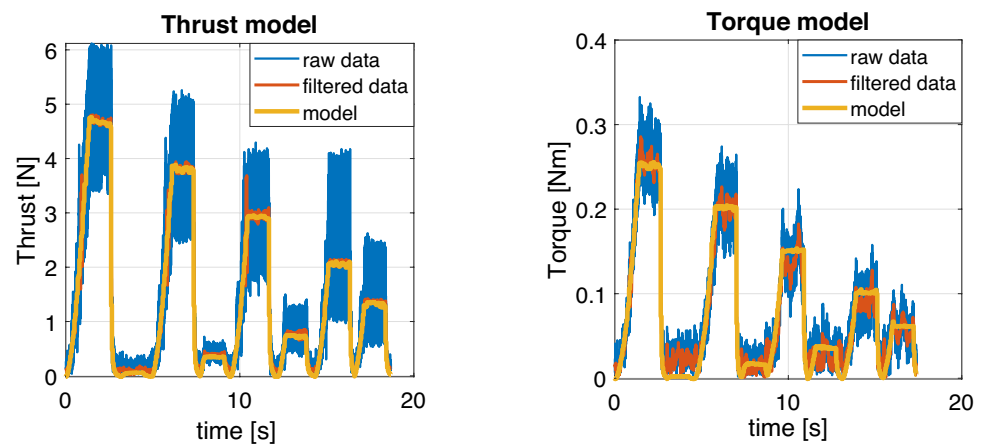 Thrust model
6
5
4
3
2
1
0
Thrust [N]
raw data
filtered data
model
0
10
20
time [s]
Torque model
0.4
0.3
0.2
0.1
0
Torque [Nm]
raw data
filtered data
model
0
10
20
time [s]